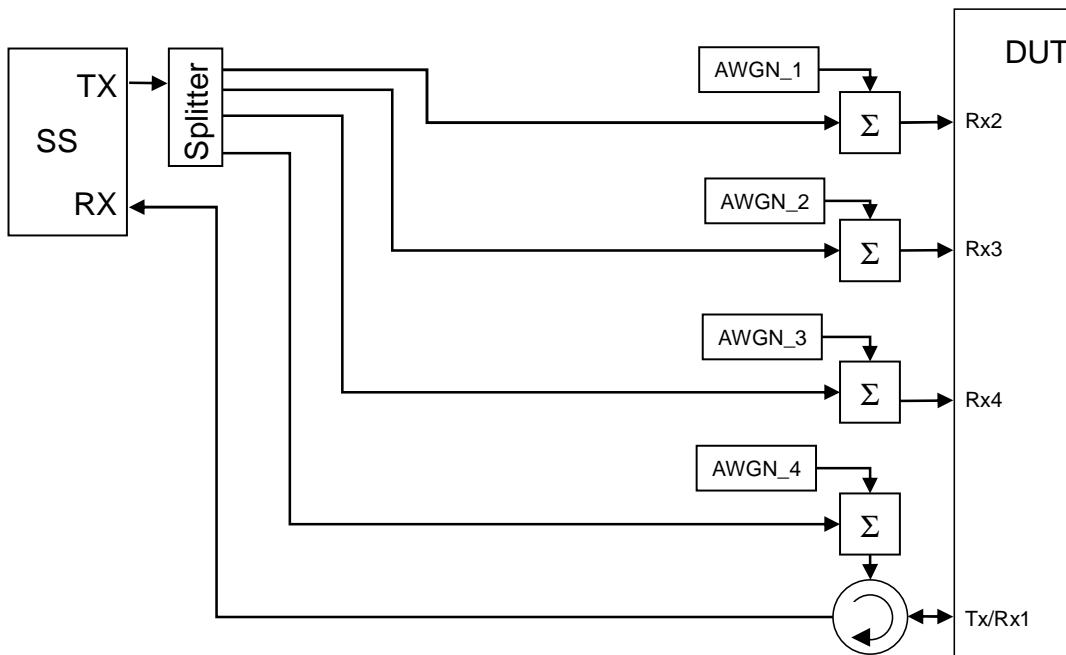 DUT
TX
SS
RX
Splitter
AWGN_1
Σ
Rx2
AWGN_2
Σ
Rx3
AWGN_3
Σ
Rx4
AWGN_4
Σ
Tx/Rx1